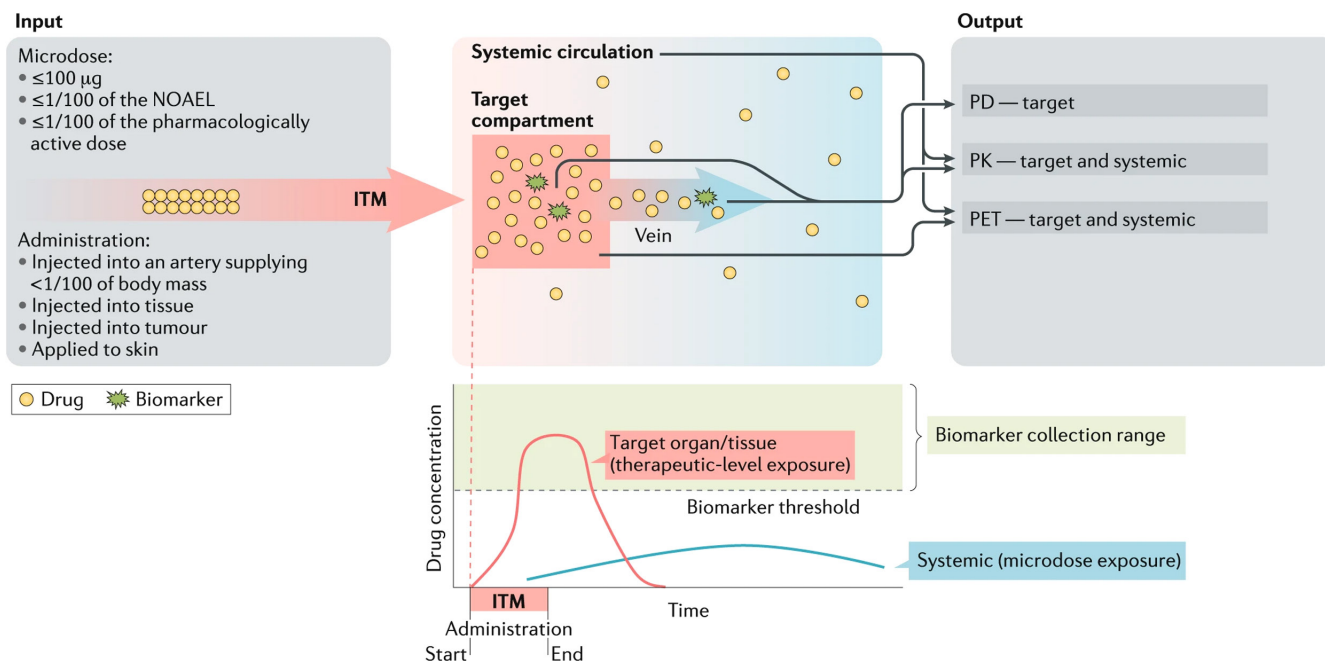 Input
Microdose:
• ≤100 μg
• ≤1/100 of the NOAEL
• ≤1/100 of the pharmacologically
active dose
ITM
Administration:
• Injected into an artery supplying
<1/100 of body mass
• Injected into tissue
• Injected into tumour
• Applied to skin
Drug
Biomarker
Systemic circulation
Target
compartment
Vein
Output
PD — target
PK — target and systemic
PET — target and systemic
Drug concentration
Target organ/tissue
(therapeutic-level exposure)
Biomarker collection range
Biomarker threshold
Systemic (microdose exposure)
ITM
Time
Administration
Start
End